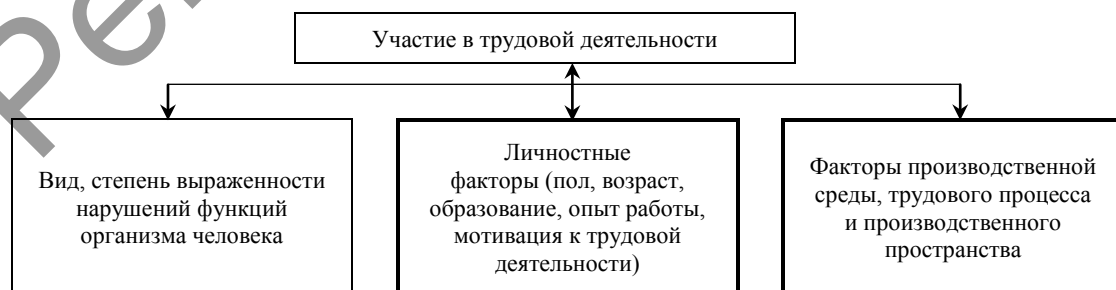 Участие в трудовой деятельности
Вид, степень выраженности
нарушений функций
организма человека
Личностные
факторы (пол, возраст,
образование, опыт работы,
мотивация к трудовой
деятельности)
Факторы производственной
среды, трудового процесса
и производственного
пространства